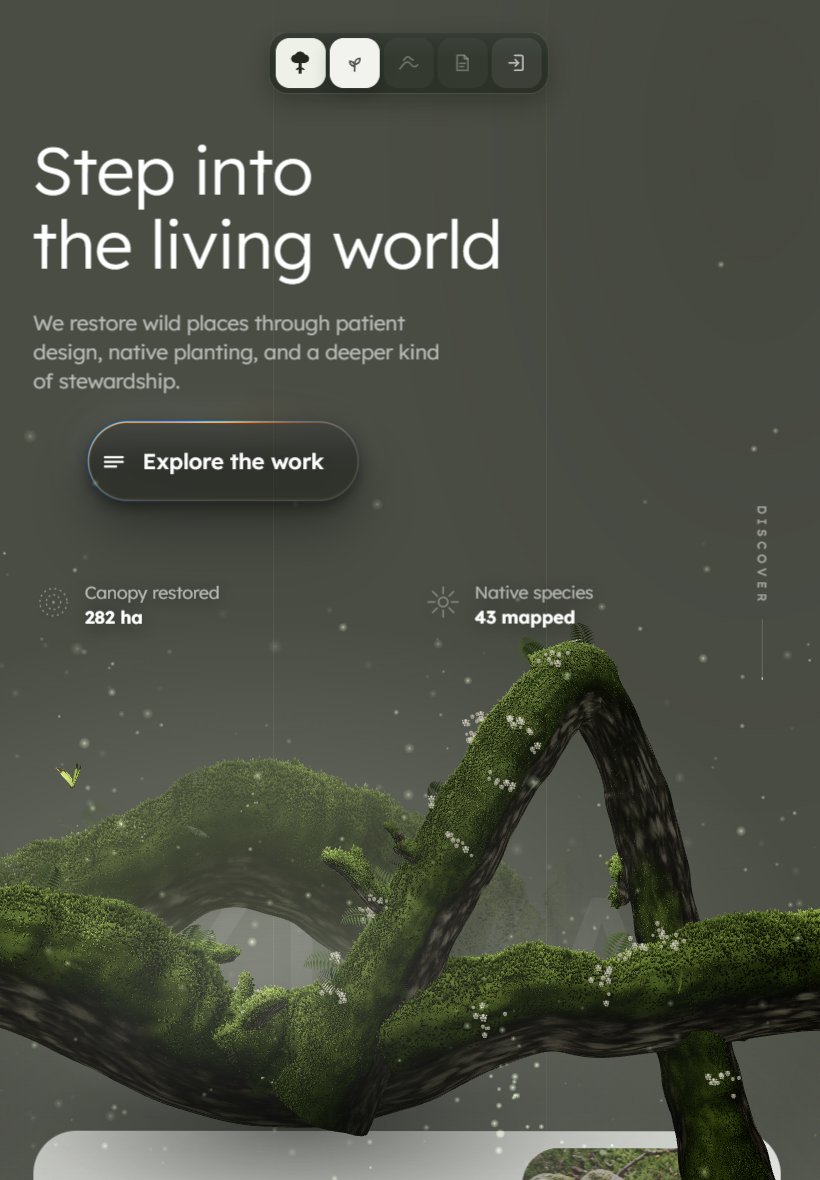 Step into
the living world
We restore wild places through patient
design, native planting, and a deeper kind
of stewardship.
Explore the work
DISCOVER
Canopy restored
282 ha
Native species
43 mapped